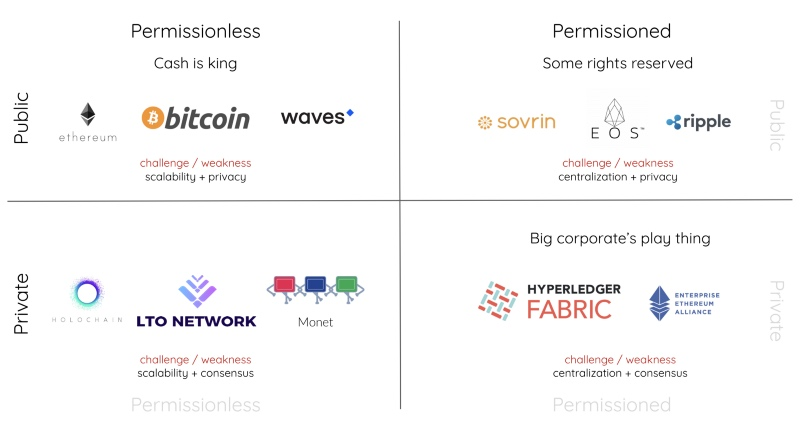 Permissionless
Permissioned
Cash is king
Some rights reserved
Public
ethereum
bitcoin
waves
sovrin
EOS™
ripple
Public
challenge / weakness
scalability + privacy
challenge / weakness
centralization + privacy
Big corporate's play thing
Private
HOLOCHAIN
LTO NETWORK
Monet
HYPERLEDGER
FABRIC
ENTERPRISE
ETHEREUM
ALLIANCE
Private
challenge / weakness
scalability + consensus
challenge / weakness
centralization + consensus
Permissionless
Permissioned